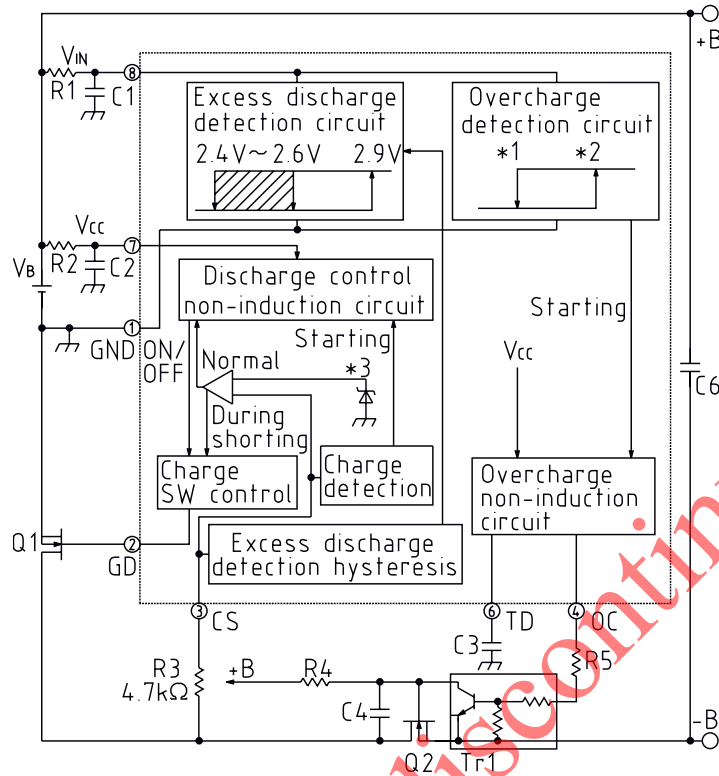 +B
VIN
8
R1
C1
Excess discharge
detection circuit
2.4V～2.6V
2.9V
Overcharge
detection circuit
*1
*2
Vcc
7
R2
C2
VB
Discharge control
non-induction circuit
Starting
1
GND
ON/
OFF
Starting
Normal
*3
Vcc
C6
During
shorting
Charge
SW control
Charge
detection
Overcharge
non-induction
circuit
Q1
2
GD
Excess discharge
detection hysteresis
3
CS
6
TD
4
OC
C3
R5
R3
4.7kΩ
+B
R4
C4
-B
Q2
Tr1
discontin